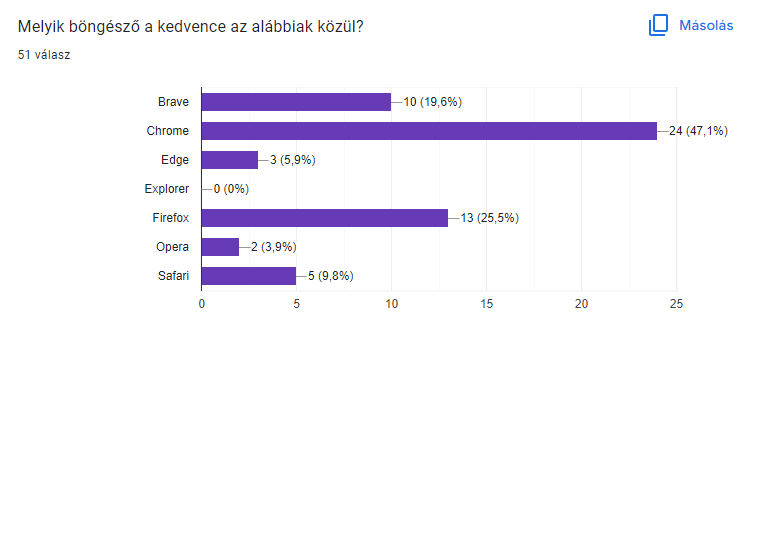 Melyik böngésző a kedvence az alábbiak közül?
Másolás
51 válasz
Brave 10 (19,6%)
Chrome 24 (47,1%)
Edge 3 (5,9%)
Explorer 0 (0%)
Firefox 13 (25,5%)
Opera 2 (3,9%)
Safari 5 (9,8%)
0 5 10 15 20 25